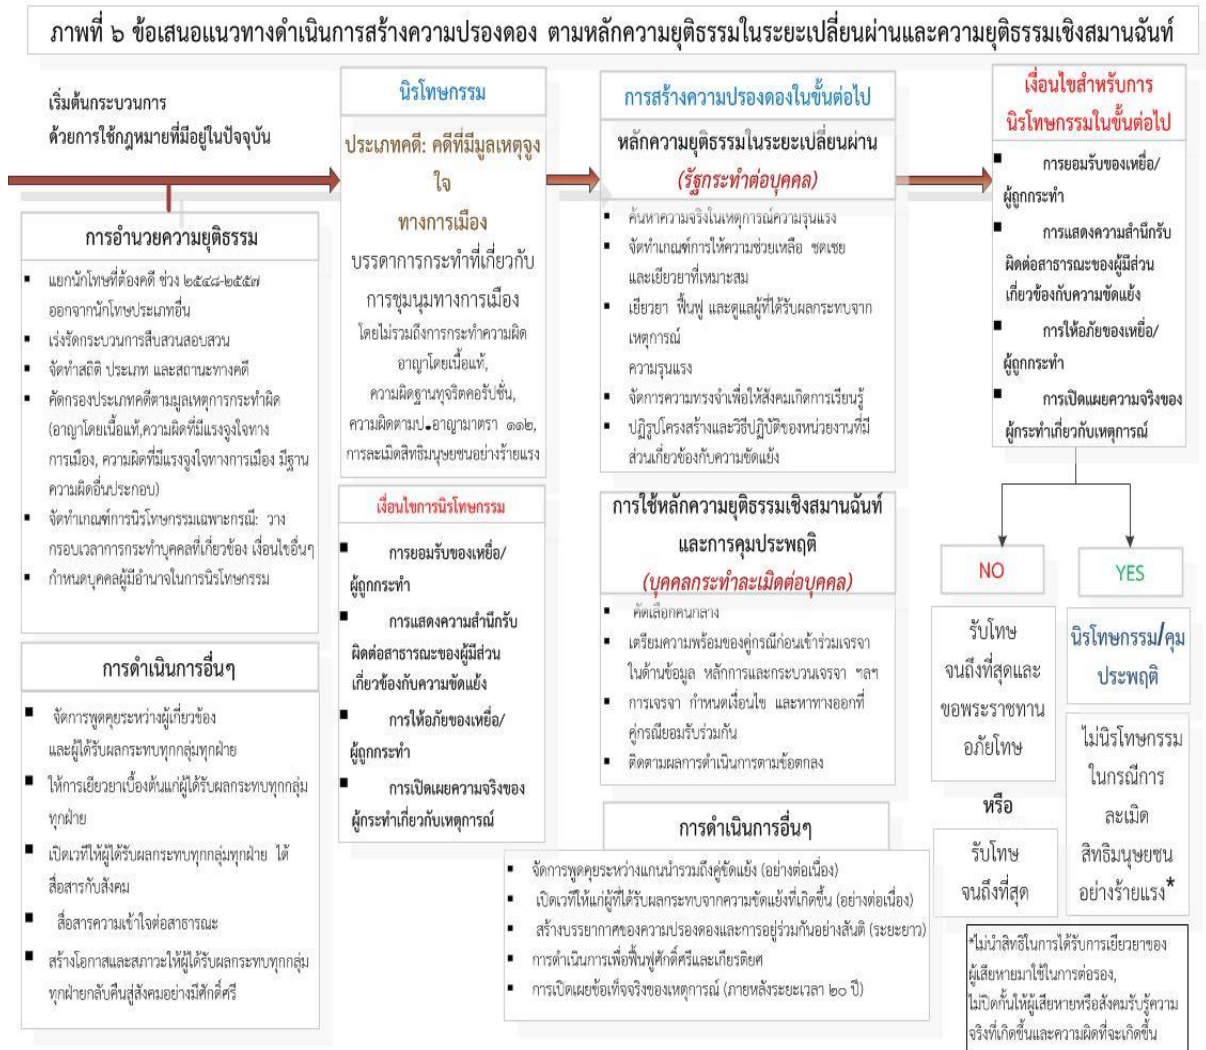 ภาพที่ ๖ ข้อเสนอแนวทางดำเนินการสร้างความปรองดอง ตามหลักความยุติธรรมในระยะเปลี่ยนผ่านและความยุติธรรมเชิงสมานฉันท์
เริ่มต้นกระบวนการ
ด้วยการใช้กฎหมายที่มีอยู่ในปัจจุบัน
การอำนวยความยุติธรรม
▪ แยกนักโทษที่ต้องคดี ช่วง ๒๕๔๘-๒๕๕๗
ออกจากนักโทษประเภทอื่น
▪ เร่งรัดกระบวนการสืบสวนสอบสวน
▪ จัดทำสถิติ ประเภท และสถานะทางคดี
▪ คัดกรองประเภทคดีตามมูลเหตุการกระทำผิด
(อาญาโดยเนื้อแท้,ความผิดที่มีแรงจูงใจทาง
การเมือง, ความผิดที่มีแรงจูงใจทางการเมือง มีฐาน
ความผิดอื่นประกอบ)
▪ จัดทำเกณฑ์การนิรโทษกรรมเฉพาะกรณี: วาง
กรอบเวลาการกระทำบุคคลที่เกี่ยวข้อง เงื่อนไขอื่นๆ
▪ กำหนดบุคคลผู้มีอำนาจในการนิรโทษกรรม
การดำเนินการอื่นๆ
▪ จัดการพูดคุยระหว่างผู้เกี่ยวข้อง
และผู้ได้รับผลกระทบทุกกลุ่มทุกฝ่าย
▪ ให้การเยียวยาเบื้องต้นแก่ผู้ได้รับผลกระทบทุกกลุ่ม
ทุกฝ่าย
▪ เปิดเวทีให้ผู้ได้รับผลกระทบทุกกลุ่มทุกฝ่าย ได้
สื่อสารกับสังคม
▪ สื่อสารความเข้าใจต่อสาธารณะ
▪ สร้างโอกาสและสภาวะให้ผู้ได้รับผลกระทบทุกกลุ่ม
ทุกฝ่ายกลับคืนสู่สังคมอย่างมีศักดิ์ศรี
นิรโทษกรรม
ประเภทคดี: คดีที่มีมูลเหตุจูง
ใจ
ทางการเมือง
บรรดาการกระทำที่เกี่ยวกับ
การชุมนุมทางการเมือง
โดยไม่รวมถึงการกระทำความผิด
อาญาโดยเนื้อแท้,
ความผิดฐานทุจริตคอรัปชั่น,
ความผิดตามป.อาญามาตรา ๑๑๒,
การละเมิดสิทธิมนุษยชนอย่างร้ายแรง
เงื่อนไขการนิรโทษกรรม
▪ การยอมรับของเหยื่อ/
ผู้ถูกกระทำ
▪ การแสดงความสำนึกรับ
ผิดต่อสาธารณะของผู้มีส่วน
เกี่ยวข้องกับความขัดแย้ง
▪ การให้อภัยของเหยื่อ/
ผู้ถูกกระทำ
▪ การเปิดเผยความจริงของ
ผู้กระทำเกี่ยวกับเหตุการณ์
การสร้างความปรองดองในขั้นต่อไป
หลักความยุติธรรมในระยะเปลี่ยนผ่าน
(รัฐกระทำต่อบุคคล)
▪ ค้นหาความจริงในเหตุการณ์ความรุนแรง
▪ จัดทำเกณฑ์การให้ความช่วยเหลือ ชดเชย
และเยียวยาที่เหมาะสม
▪ เยียวยา ฟื้นฟู และดูแลผู้ที่ได้รับผลกระทบจาก
เหตุการณ์
ความรุนแรง
▪ จัดการความทรงจำเพื่อให้สังคมเกิดการเรียนรู้
▪ ปฏิรูปโครงสร้างและวิธีปฏิบัติของหน่วยงานที่มี
ส่วนเกี่ยวข้องกับความขัดแย้ง
การใช้หลักความยุติธรรมเชิงสมานฉันท์
และการคุมประพฤติ
(บุคคลกระทำละเมิดต่อบุคคล)
▪ คัดเลือกคนกลาง
▪ เตรียมความพร้อมของคู่กรณีก่อนเข้าร่วมเจรจา
ในด้านข้อมูล หลักการและกระบวนเจรจา ฯลฯ
▪ การเจรจา กำหนดเงื่อนไข และหาทางออกที่
คู่กรณียอมรับร่วมกัน
▪ ติดตามผลการดำเนินการตามข้อตกลง
การดำเนินการอื่นๆ
▪ จัดการพูดคุยระหว่างแกนนำรวมถึงคู่ขัดแย้ง (อย่างต่อเนื่อง)
▪ เปิดเวทีให้แก่ผู้ที่ได้รับผลกระทบจากความขัดแย้งที่เกิดขึ้น (อย่างต่อเนื่อง)
▪ สร้างบรรยากาศของความปรองดองและการอยู่ร่วมกันอย่างสันติ (ระยะยาว)
▪ การดำเนินการเพื่อฟื้นฟูศักดิ์ศรีและเกียรติยศ
▪ การเปิดเผยข้อเท็จจริงของเหตุการณ์ (ภายหลังระยะเวลา ๒๐ ปี)
เงื่อนไขสำหรับการ
นิรโทษกรรมในขั้นต่อไป
▪ การยอมรับของเหยื่อ/
ผู้ถูกกระทำ
▪ การแสดงความสำนึกรับ
ผิดต่อสาธารณะของผู้มีส่วน
เกี่ยวข้องกับความขัดแย้ง
▪ การให้อภัยของเหยื่อ/
ผู้ถูกกระทำ
▪ การเปิดแผยความจริงของ
ผู้กระทำเกี่ยวกับเหตุการณ์
NO
รับโทษ
จนถึงที่สุดและ
ขอพระราชทาน
อภัยโทษ
หรือ
รับโทษ
จนถึงที่สุด
YES
นิรโทษกรรม/คุม
ประพฤติ
ไม่นิรโทษกรรม
ในกรณีการ
ละเมิด
สิทธิมนุษยชน
อย่างร้ายแรง*
*ไม่นำสิทธิในการได้รับการเยียวยาของ
ผู้เสียหายมาใช้ในการต่อรอง,
ไม่ปิดกั้นให้ผู้เสียหายหรือสังคมรับรู้ความ
จริงที่เกิดขึ้นและความผิดที่จะเกิดขึ้น